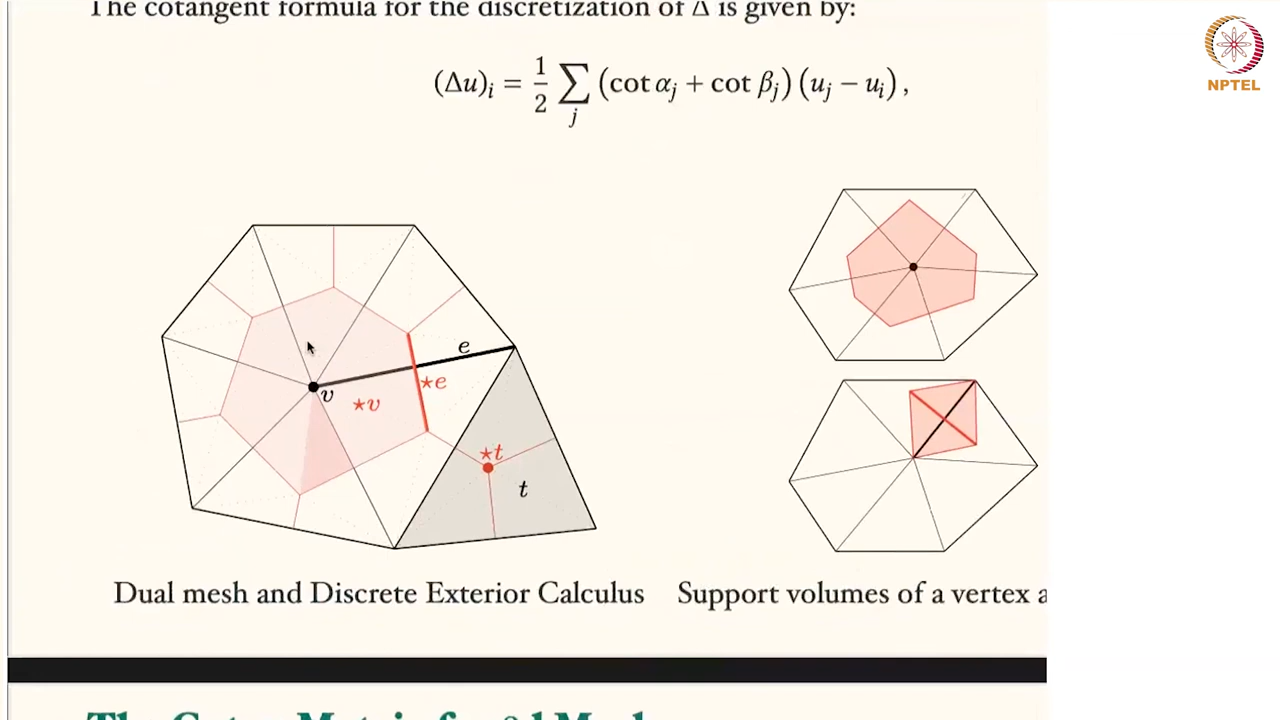 The cotangent formula for the discretization of Δ is given by:
NPTEL
(Δu)ᵢ = 1/2 ∑ⱼ (cot αⱼ + cot βⱼ) (uⱼ − uᵢ) ,
e
⋆e
v
⋆v
⋆t
t
Dual mesh and Discrete Exterior Calculus
Support volumes of a vertex a